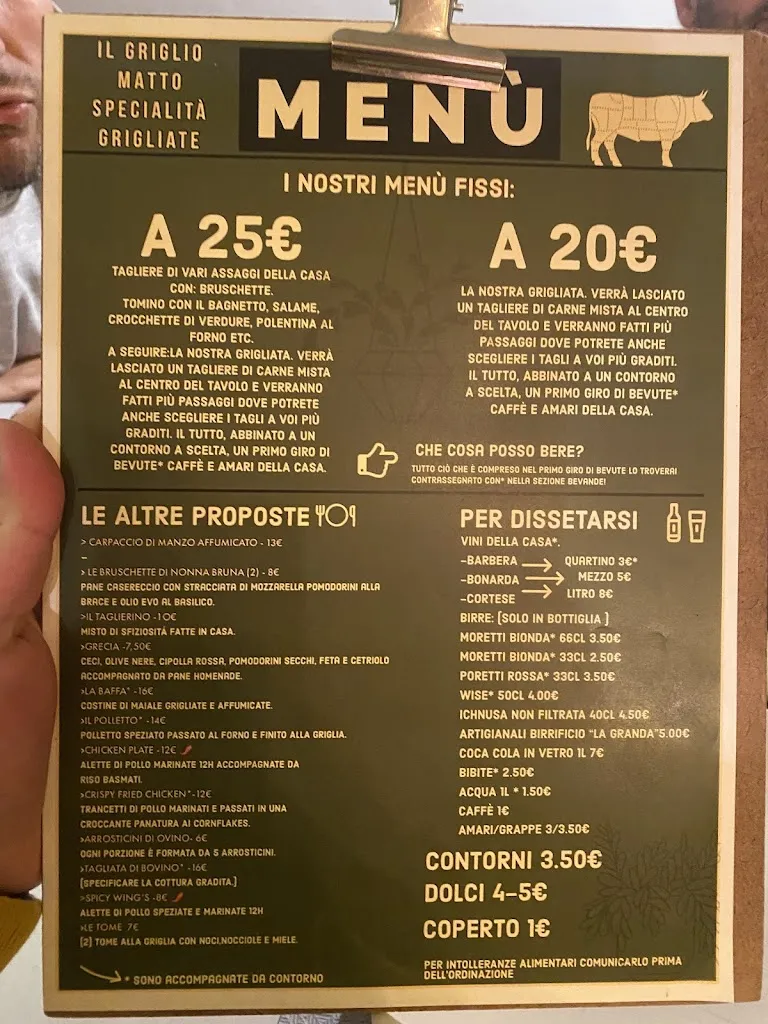 IL GRIGLIO
MATTO
SPECIALITÀ
GRIGLIATE
MENÙ
I NOSTRI MENÙ FISSI:
A 25€
TAGLIERE DI VARI ASSAGGI DELLA CASA
CON: BRUSCHETTE.
TOMINO CON IL BAGNETTO, SALAME,
CROCCHETTE DI VERDURE, POLENTINA AL
FORNO ETC.
A SEGUIRE:LA NOSTRA GRIGLIATA. VERRÀ
LASCIATO UN TAGLIERE DI CARNE MISTA
AL CENTRO DEL TAVOLO E VERRANNO
FATTI PIÙ PASSAGGI DOVE POTRETE
ANCHE SCEGLIERE I TAGLI A VOI PIÙ
GRADITI. IL TUTTO, ABBINATO A UN
CONTORNO A SCELTA, UN PRIMO GIRO DI
BEVUTE* CAFFÈ E AMARI DELLA CASA.
A 20€
LA NOSTRA GRIGLIATA. VERRÀ LASCIATO
UN TAGLIERE DI CARNE MISTA AL CENTRO
DEL TAVOLO E VERRANNO FATTI PIÙ
PASSAGGI DOVE POTRETE ANCHE
SCEGLIERE I TAGLI A VOI PIÙ GRADITI.
IL TUTTO, ABBINATO A UN CONTORNO
A SCELTA, UN PRIMO GIRO DI BEVUTE*
CAFFÈ E AMARI DELLA CASA.
CHE COSA POSSO BERE?
TUTTO CIÒ CHE È COMPRESO NEL PRIMO GIRO DI BEVUTE LO TROVERAI
CONTRASSEGNATO CON* NELLA SEZIONE BEVANDE!
LE ALTRE PROPOSTE
> CARPACCIO DI MANZO AFFUMICATO - 13€
–
> LE BRUSCHETTE DI NONNA BRUNA (2) - 8€
PANE CASERECCIO CON STRACCIATA DI MOZZARELLA POMODORINI ALLA
BRACE E OLIO EVO AL BASILICO.
>IL TAGLIERINO -10€
MISTO DI SFIZIOSITÁ FATTE IN CASA.
>GRECIA -7,50€
CECI, OLIVE NERE, CIPOLLA ROSSA, POMODORINI SECCHI, FETA E CETRIOLO
ACCOMPAGNATO DA PANE HOMENADE.
>LA BAFFA* -16€
COSTINE DI MAIALE GRIGLIATE E AFFUMICATE.
>IL POLLETTO* -14€
POLLETTO SPEZIATO PASSATO AL FORNO E FINITO ALLA GRIGLIA.
>CHICKEN PLATE -12€
ALETTE DI POLLO MARINATE 12H ACCOMPAGNATE DA
RISO BASMATI.
>CRISPY FRIED CHICKEN*-12€
TRANCETTI DI POLLO MARINATI E PASSATI IN UNA
CROCCANTE PANATURA AI CORNFLAKES.
>ARROSTICINI DI OVINO- 6€
OGNI PORZIONE È FORMATA DA 5 ARROSTICINI.
>TAGLIATA DI BOVINO* -16€
(SPECIFICARE LA COTTURA GRADITA.)
>SPICY WING'S -8€
ALETTE DI POLLO SPEZIATE E MARINATE 12H
>LE TOME 7€
(2) TOME ALLA GRIGLIA CON NOCI,NOCCIOLE E MIELE.
* SONO ACCOMPAGNATE DA CONTORNO
PER DISSETARSI
VINI DELLA CASA*.
-BARBERA QUARTINO 3€*
-BONARDA MEZZO 5€
-CORTESE LITRO 8€
BIRRE: (SOLO IN BOTTIGLIA )
MORETTI BIONDA* 66CL 3.50€
MORETTI BIONDA* 33CL 2.50€
PORETTI ROSSA* 33CL 3.50€
WISE* 50CL 4.00€
ICHNUSA NON FILTRATA 40CL 4.50€
ARTIGIANALI BIRRIFICIO "LA GRANDA"5.00€
COCA COLA IN VETRO 1L 7€
BIBITE* 2.50€
ACQUA 1L * 1.50€
CAFFÈ 1€
AMARI/GRAPPE 3/3.50€
CONTORNI 3.50€
DOLCI 4-5€
COPERTO 1€
PER INTOLLERANZE ALIMENTARI COMUNICARLO PRIMA
DELL'ORDINAZIONE